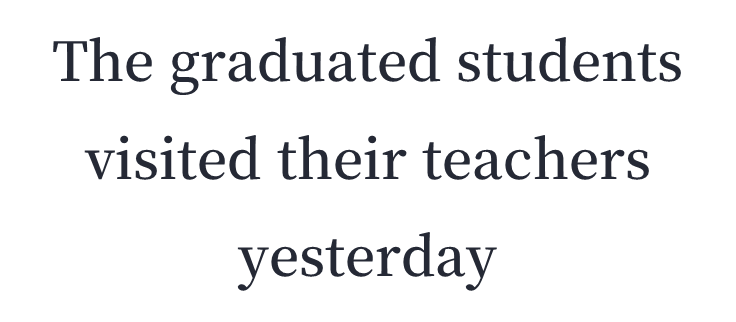 The graduated students
visited their teachers
yesterday